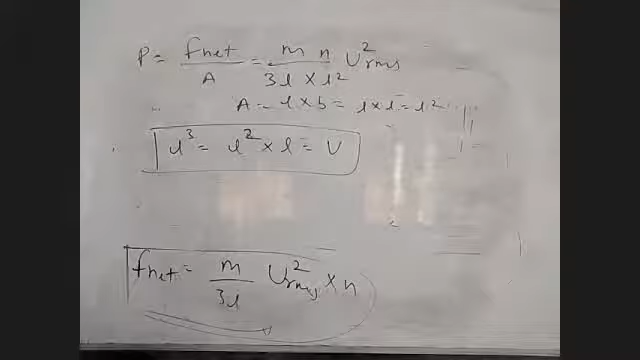 P = fnet/A = m n/3l × l² Urms²
A = l × b = l × l = l²
l³ = l² × l = V
fnet = m/3l Urms² × n